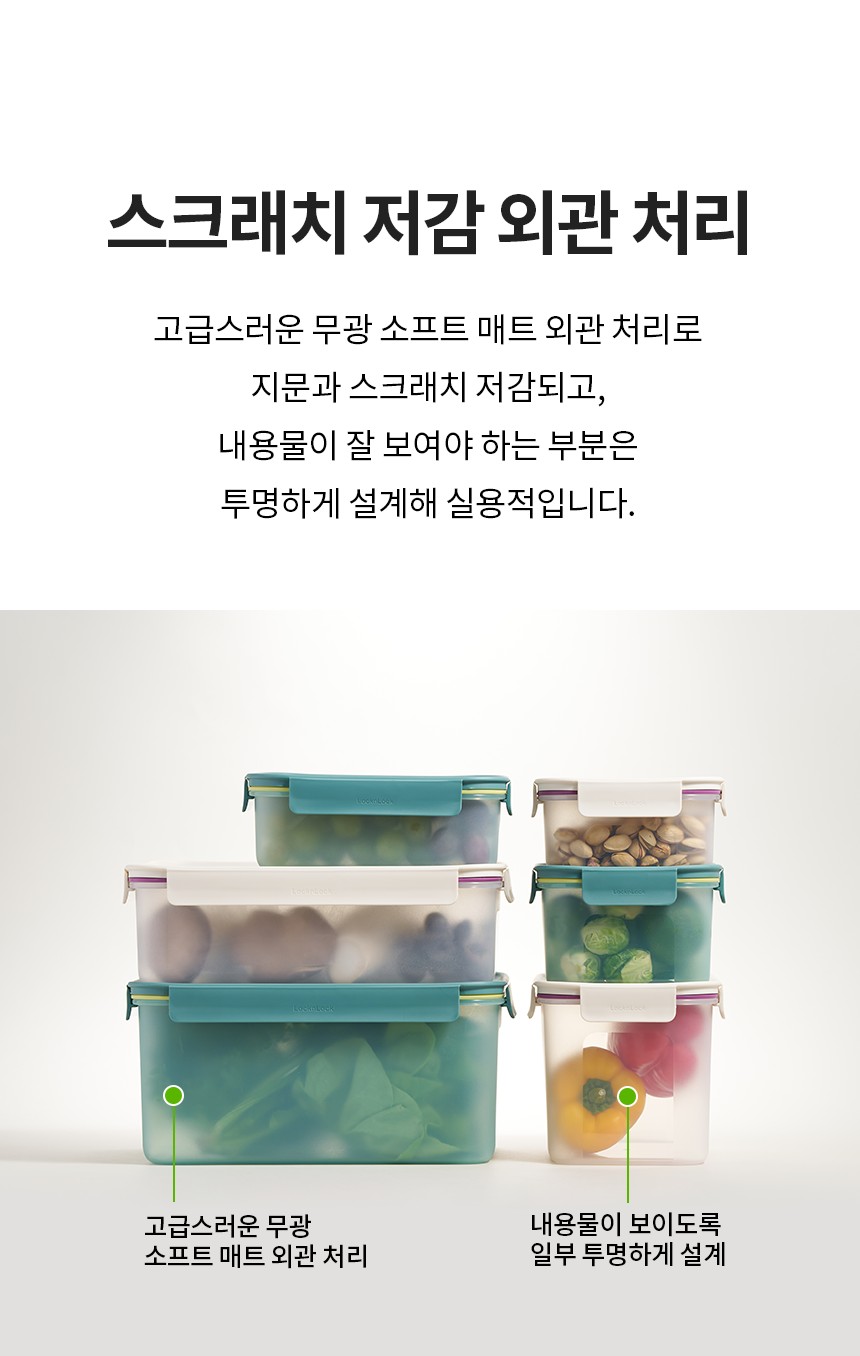 스크래치 저감 외관 처리
고급스러운 무광 소프트 매트 외관 처리로
지문과 스크래치 저감되고,
내용물이 잘 보여야 하는 부분은
투명하게 설계해 실용적입니다.
고급스러운 무광
소프트 매트 외관 처리
내용물이 보이도록
일부 투명하게 설계